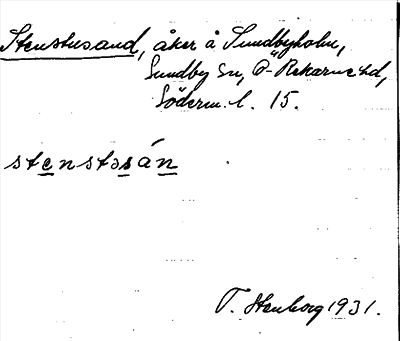 Stenstusand, åker å Sundbyholm,
Sundby sn, Ö-Rekarne hd,
Söderm. l. 15.
stenstəsán
T. Stenborg 1931.